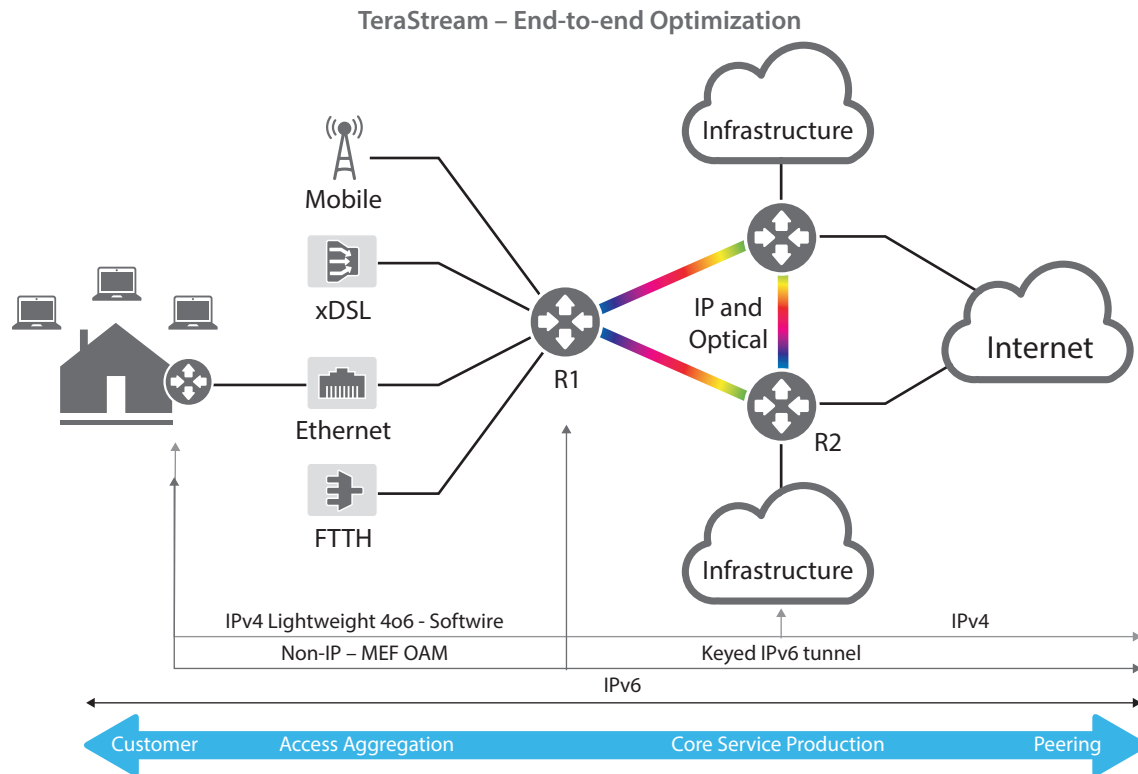 TeraStream – End-to-end Optimization
Infrastructure
Mobile
xDSL
IP and
Optical
Internet
R1
Ethernet
R2
FTTH
Infrastructure
IPv4 Lightweight 4o6 - Softwire
IPv4
Non-IP – MEF OAM
Keyed IPv6 tunnel
IPv6
Customer
Access Aggregation
Core Service Production
Peering